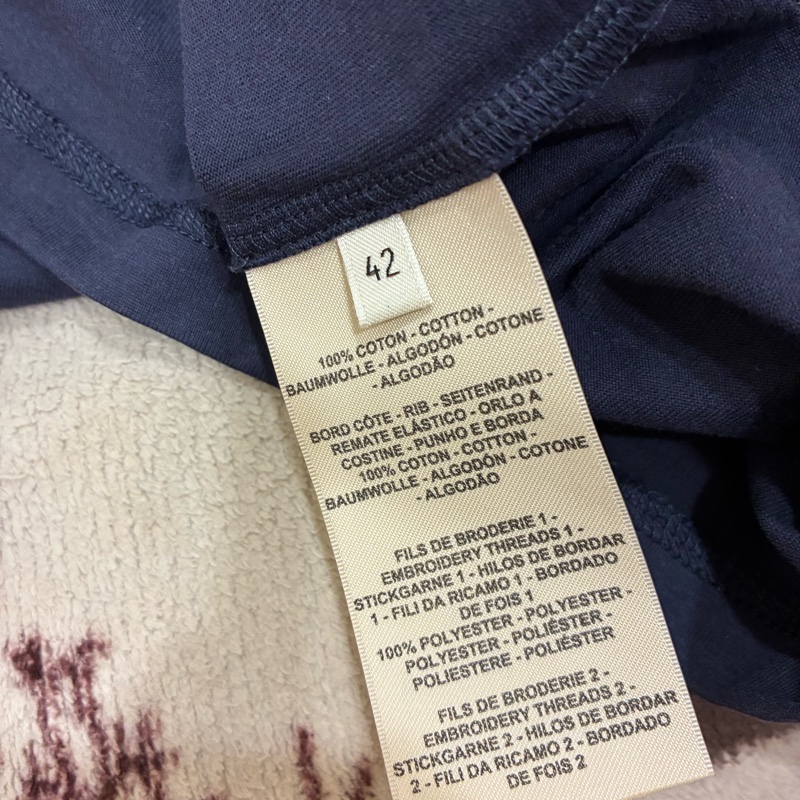 42
100% COTON - COTTON -
BAUMWOLLE - ALGODÓN - COTONE
- ALGODÃO
BORD CÔTE - RIB - SEITENRAND -
REMATE ELÁSTICO - ORLO A
COSTINE - PUNHO E BORDA
100% COTON - COTTON -
BAUMWOLLE - ALGODÓN - COTONE
- ALGODÃO
FILS DE BRODERIE 1 -
EMBROIDERY THREADS 1 -
STICKGARNE 1 - HILOS DE BORDAR
1 - FILI DA RICAMO 1 - BORDADO
DE FOIS 1
100% POLYESTER - POLYESTER -
POLYESTER - POLIÉSTER -
POLIESTERE - POLIÉSTER
FILS DE BRODERIE 2 -
EMBROIDERY THREADS 2 -
STICKGARNE 2 - HILOS DE BORDAR
2 - FILI DA RICAMO 2 - BORDADO
DE FOIS 2